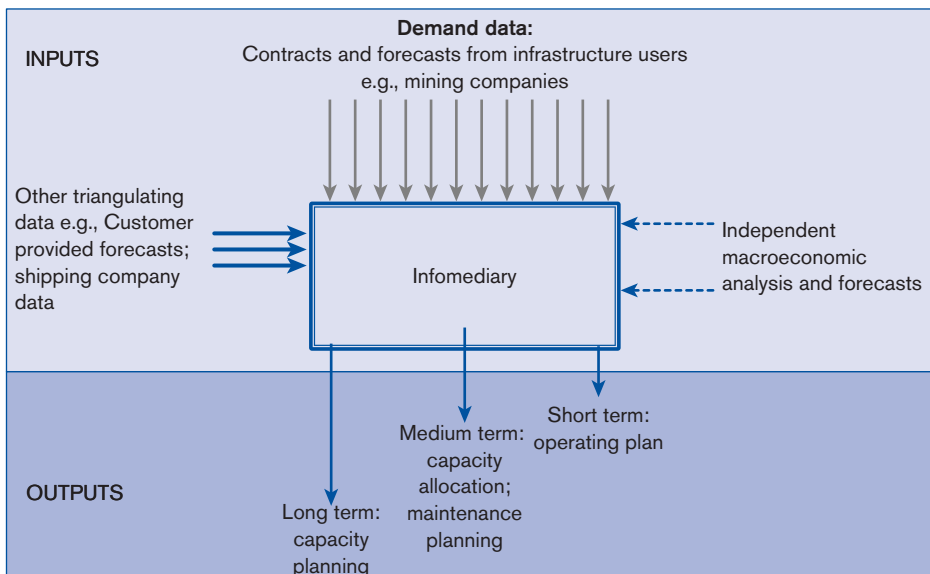 Demand data:
Contracts and forecasts from infrastructure users
e.g., mining companies
INPUTS
Other triangulating
data e.g., Customer
provided forecasts;
shipping company
data
Infomediary
Independent
macroeconomic
analysis and forecasts
OUTPUTS
Long term:
capacity
planning
Medium term:
capacity
allocation;
maintenance
planning
Short term:
operating plan